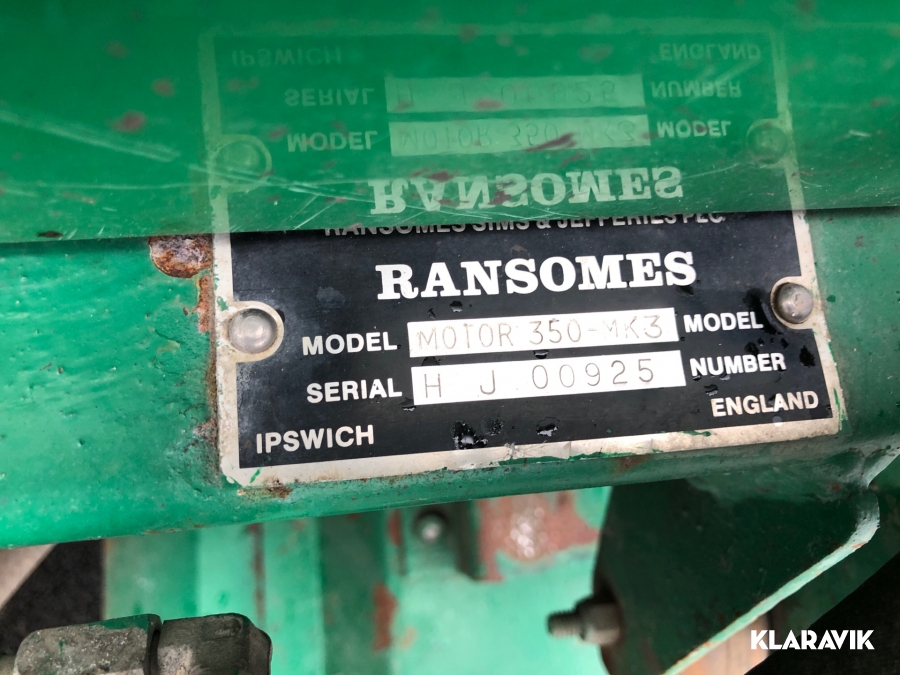 RANSOMES SIMS & JEFFERIES PLC
RANSOMES
MODEL MOTOR 350-MK3 MODEL
SERIAL H J 00925 NUMBER
IPSWICH ENGLAND
KLARAVIK